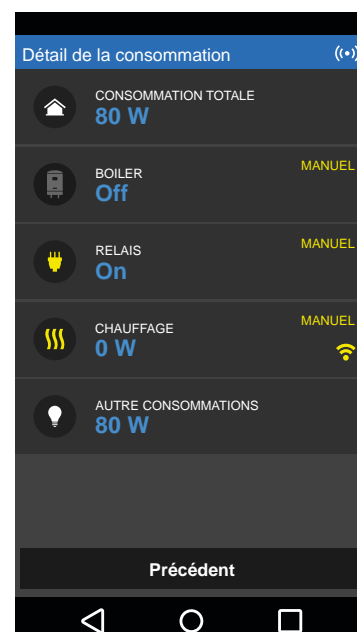 Détail de la consommation
CONSOMMATION TOTALE
80 W
BOILER
MANUEL
Off
RELAIS
MANUEL
On
CHAUFFAGE
MANUEL
0 W
AUTRE CONSOMMATIONS
80 W
Précédent